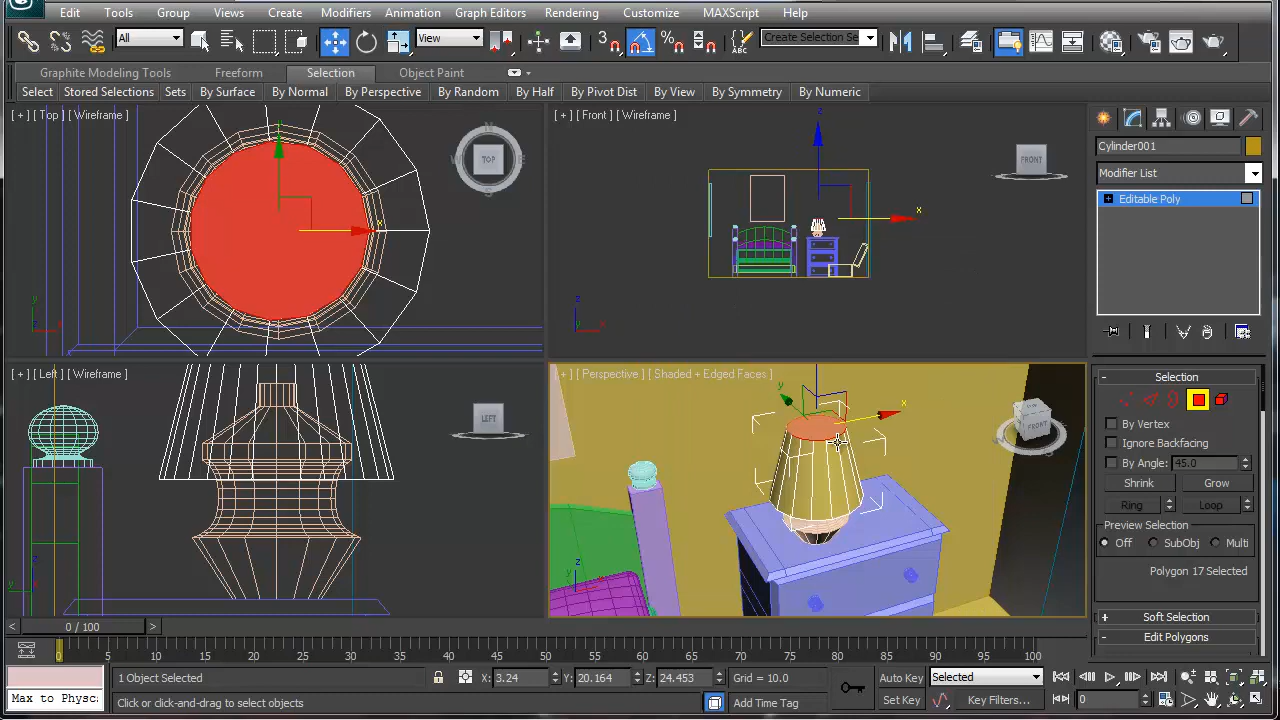 Edit Tools Group Views Create Modifiers Animation Graph Editors Rendering Customize MAXScript Help
All View 3 % ABC Create Selection Se
Graphite Modeling Tools Freeform Selection Object Paint
Select Stored Selections Sets By Surface By Normal By Perspective By Random By Half By Pivot Dist By View By Symmetry By Numeric
[ + ] [ Top ] [ Wireframe ]
TOP
y
x
[ + ] [ Front ] [ Wireframe ]
FRONT
z
x
[ + ] [ Left ] [ Wireframe ]
LEFT
[ + ] [ Perspective ] [ Shaded + Edged Faces ]
FRONT
y
x
z
Cylinder001
Modifier List
Editable Poly
- Selection
By Vertex
Ignore Backfacing
By Angle: 45.0
Shrink Grow
Ring Loop
Preview Selection
Off SubObj Multi
Polygon 17 Selected
+ Soft Selection
- Edit Polygons
< 0 / 100 >
0 5 10 15 20 25 30 35 40 45 50 55 60 65 70 75 80 85 90 95 100
1 Object Selected X: 3.24 Y: 20.164 Z: 24.453 Grid = 10.0 Auto Key Selected
Max to Physc:
Click or click-and-drag to select objects Add Time Tag Set Key Key Filters... 0